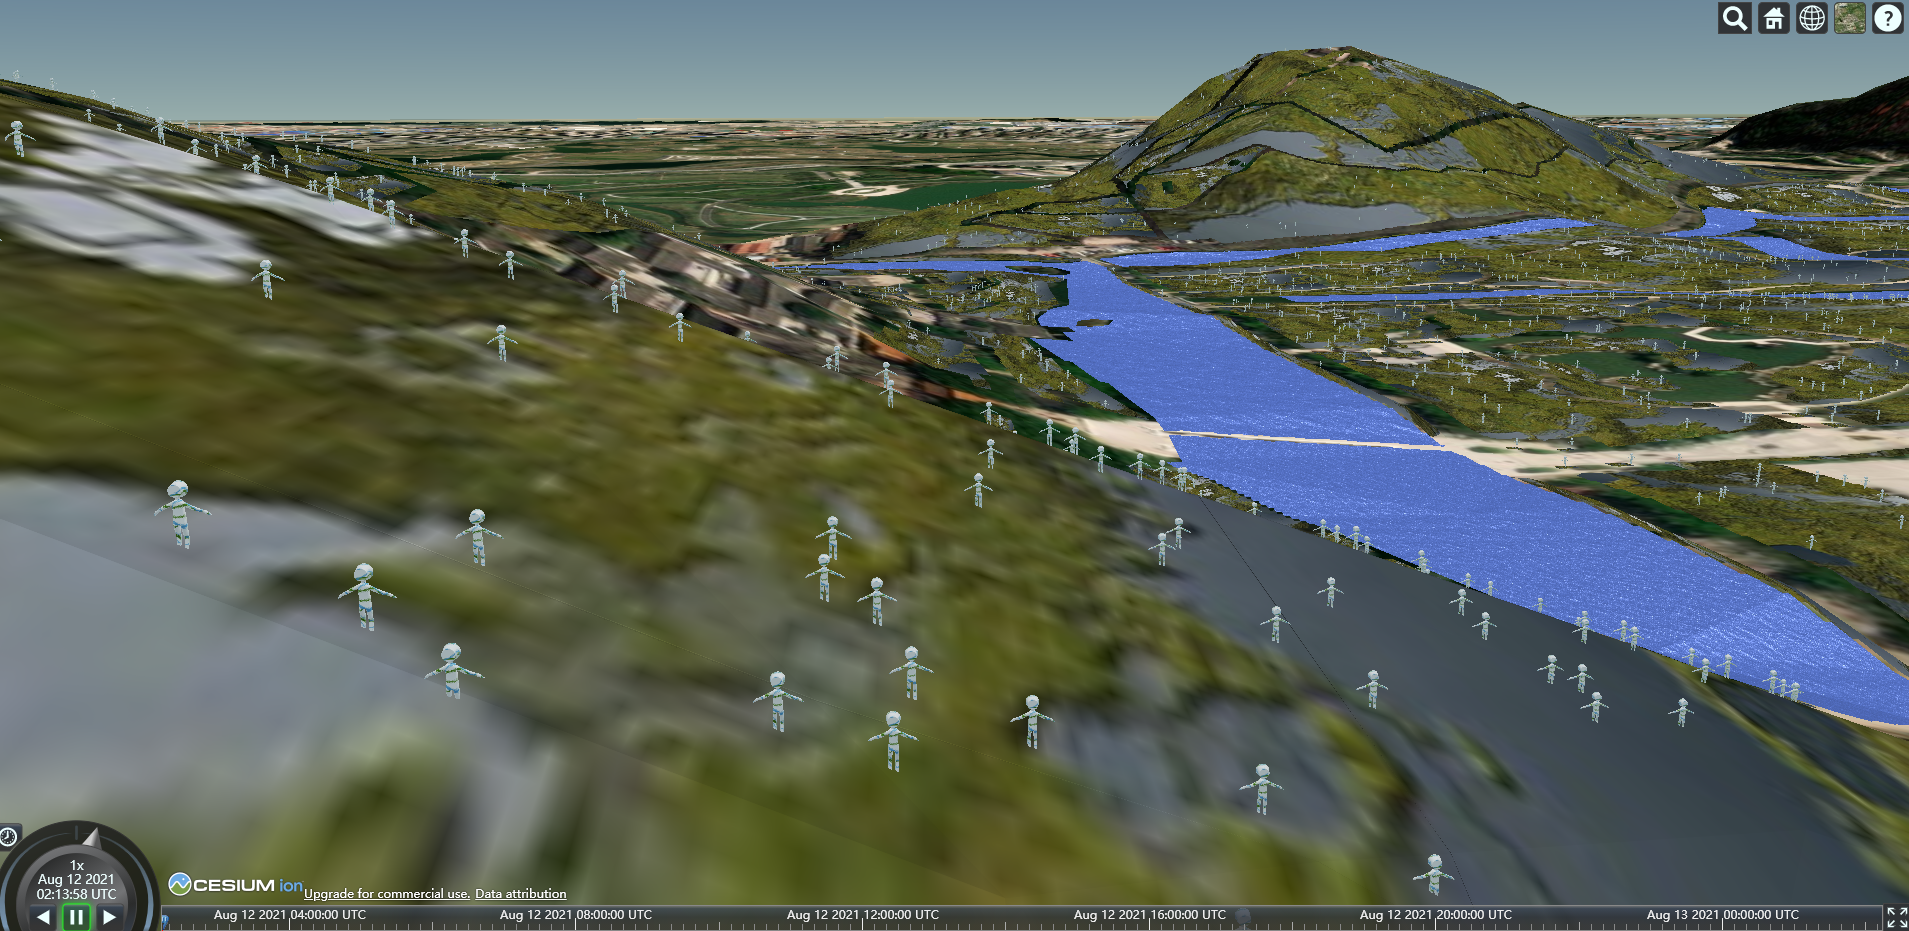 ?
1x
Aug 12 2021
02:13:58 UTC
CESIUM ion
Upgrade for commercial use. Data attribution
Aug 12 2021 04:00:00 UTC
Aug 12 2021 08:00:00 UTC
Aug 12 2021 12:00:00 UTC
Aug 12 2021 16:00:00 UTC
Aug 12 2021 20:00:00 UTC
Aug 13 2021 00:00:00 UTC